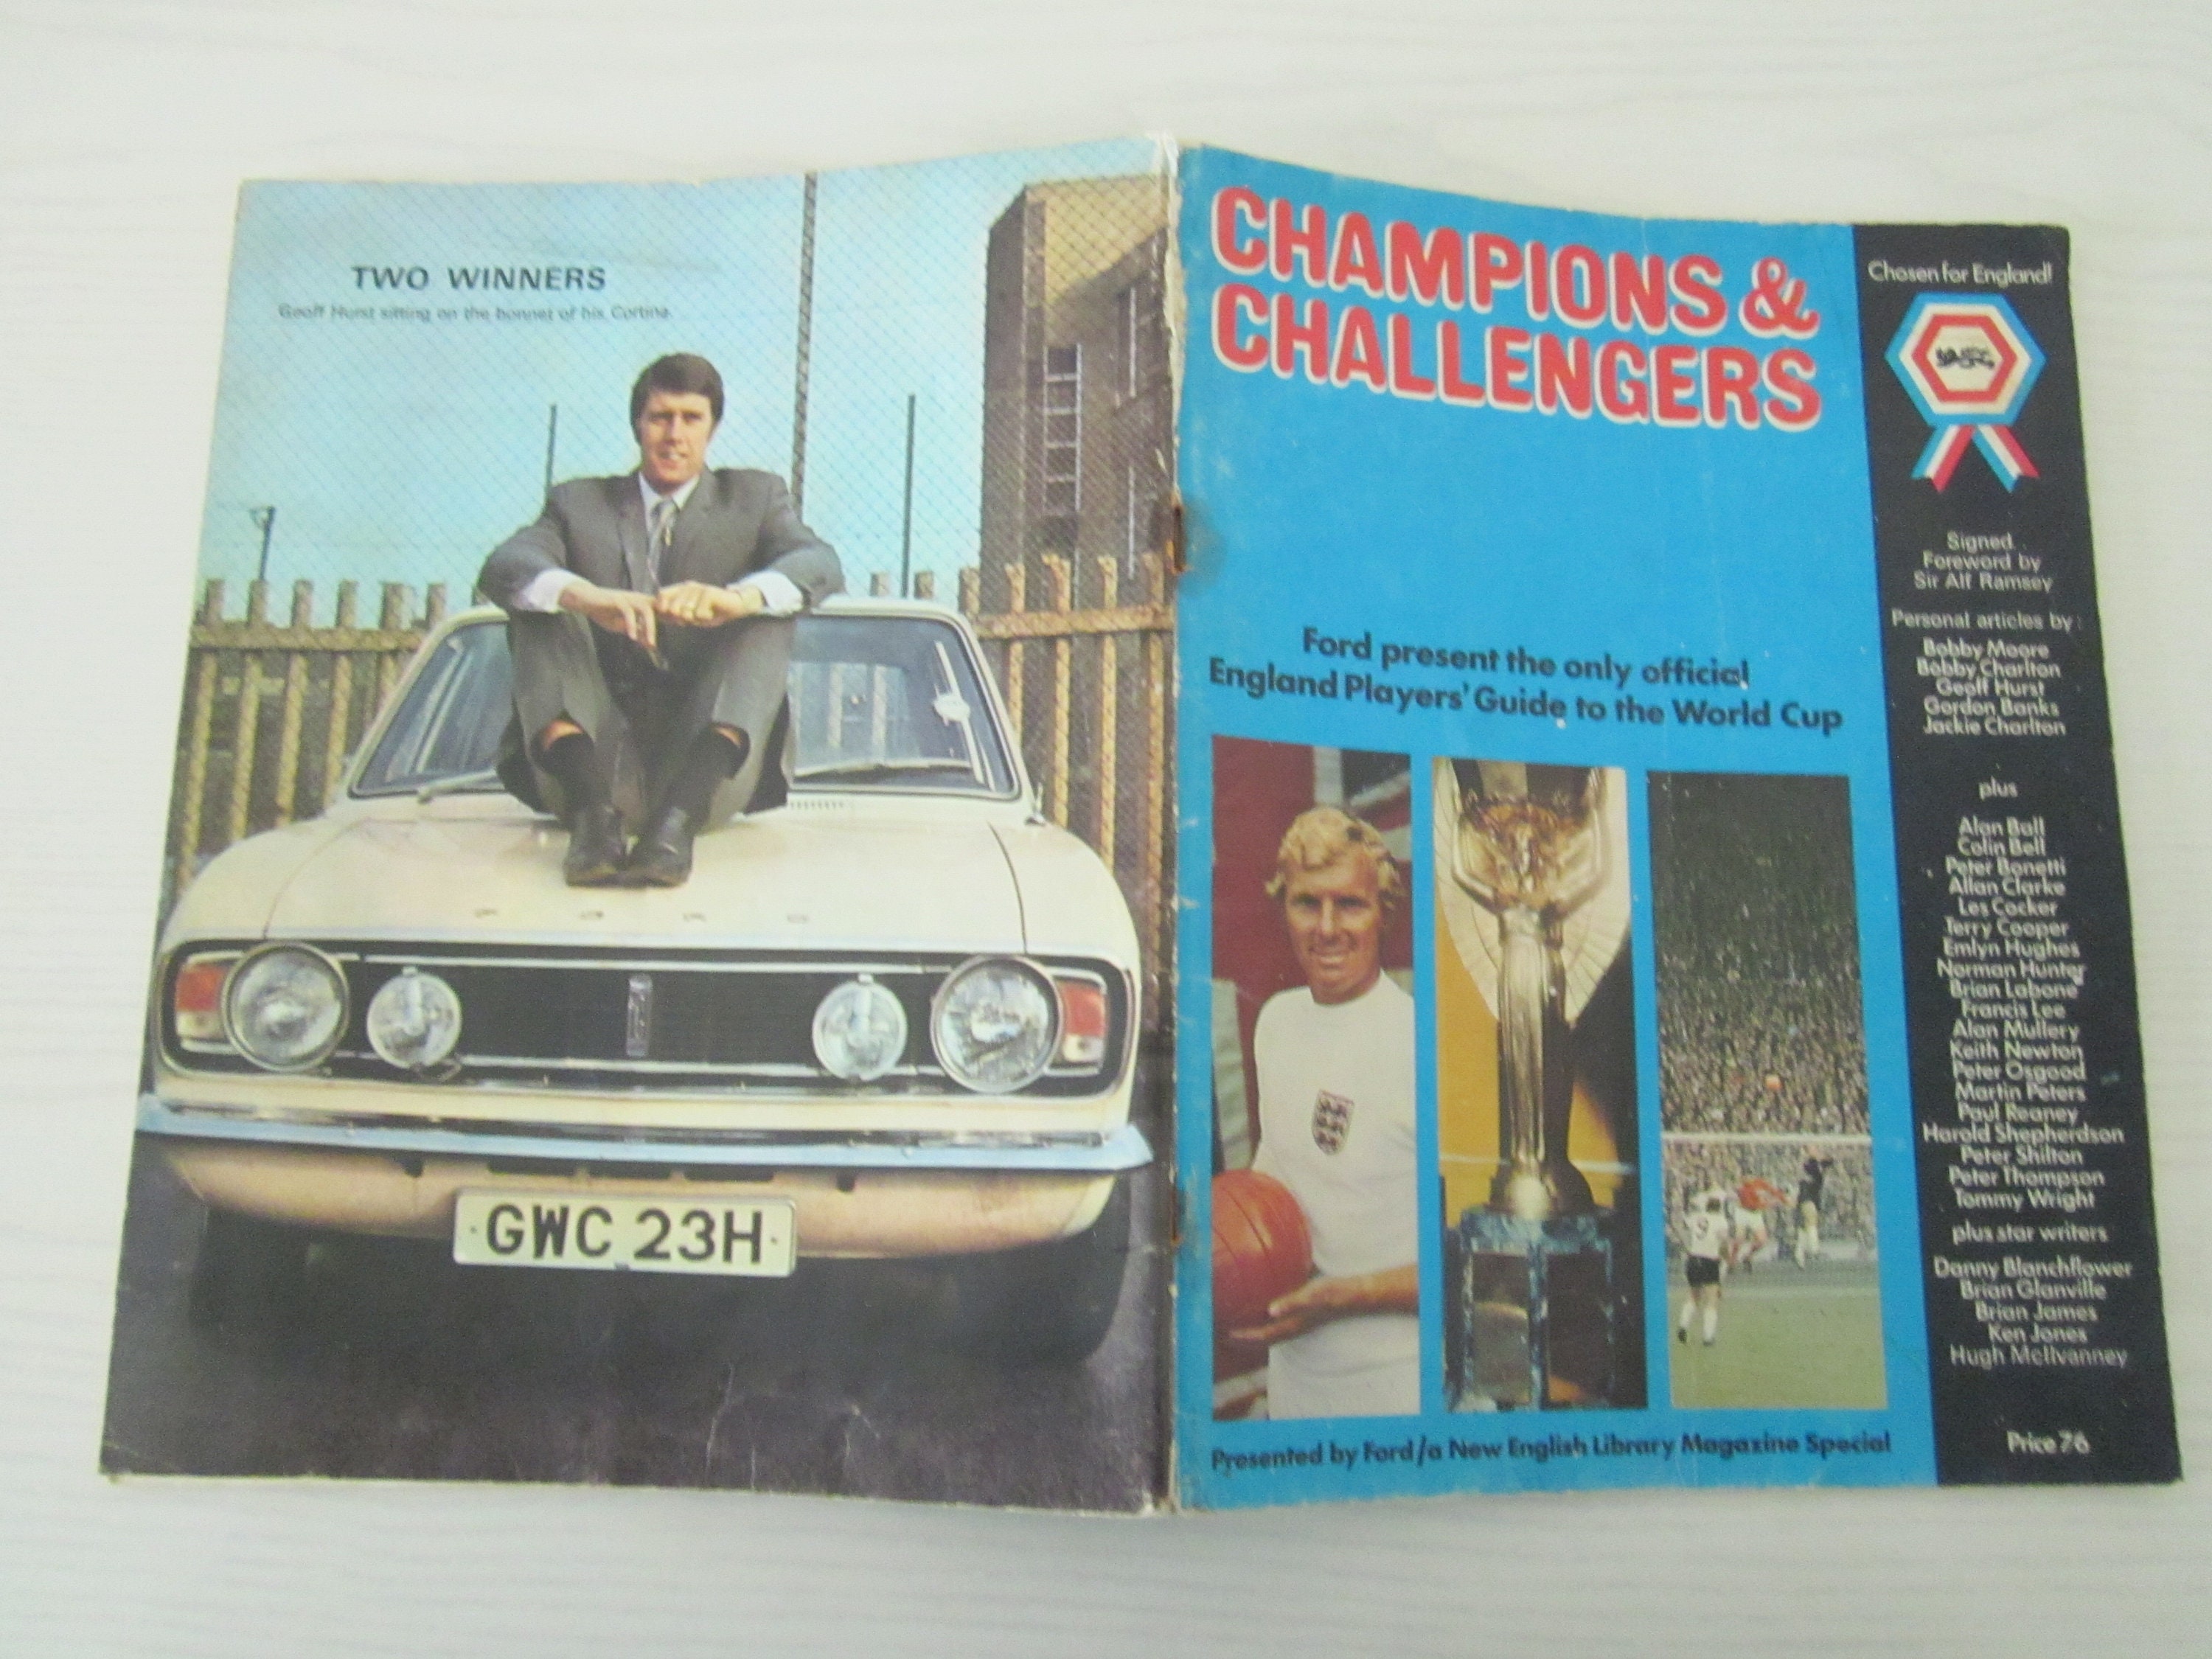 TWO WINNERS
Geoff Hurst sitting on the bonnet of his Cortina.
FORD
GWC 23H
CHAMPIONS &
CHALLENGERS
Ford present the only official
England Players' Guide to the World Cup
9
Presented by Ford/a New English Library Magazine Special
Chosen for England!
Signed
Foreword by
Sir Alf Ramsey
Personal articles by:
Bobby Moore
Bobby Charlton
Geoff Hurst
Gordon Banks
Jackie Charlton
plus
Alan Ball
Colin Bell
Peter Bonetti
Allan Clarke
Les Cocker
Terry Cooper
Emlyn Hughes
Norman Hunter
Brian Labone
Francis Lee
Alan Mullery
Keith Newton
Peter Osgood
Martin Peters
Paul Reaney
Harold Shepherdson
Peter Shilton
Peter Thompson
Tommy Wright
plus star writers
Danny Blanchflower
Brian Glanville
Brian James
Ken Jones
Hugh McIlvanney
Price 7/6